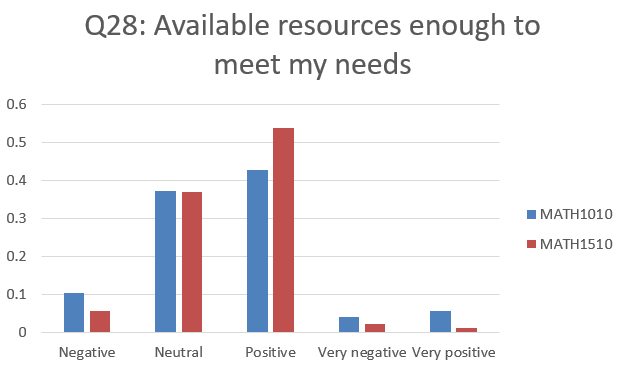 Q28: Available resources enough to
meet my needs
0.6
0.5
0.4
0.3
0.2
0.1
0
Negative
Neutral
Positive
Very negative
Very positive
MATH1010
MATH1510